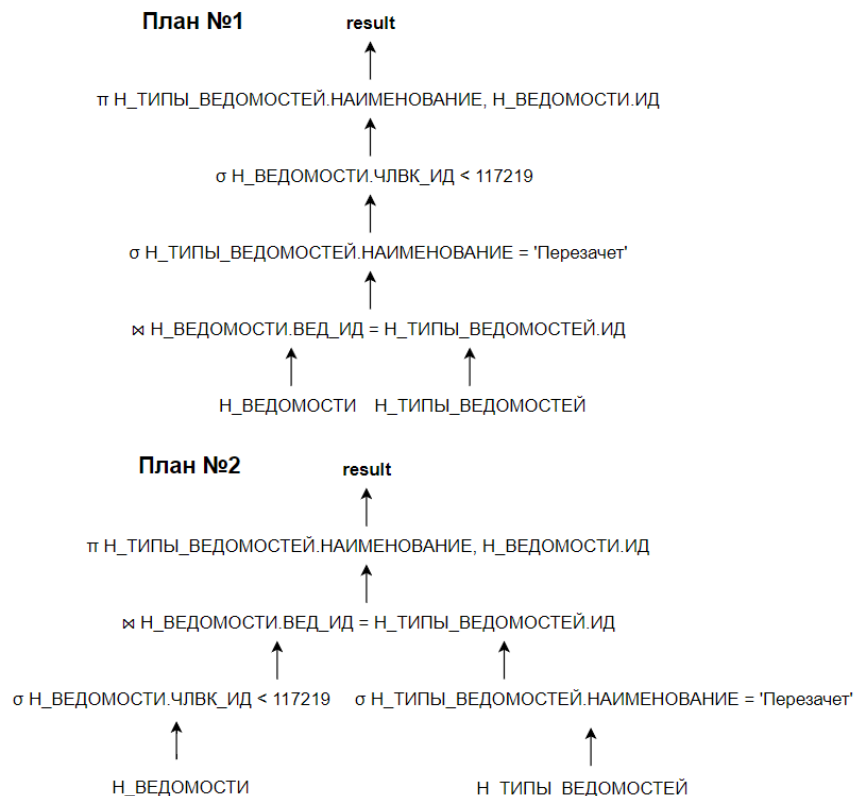 План №1 result
π Н_ТИПЫ_ВЕДОМОСТЕЙ.НАИМЕНОВАНИЕ, Н_ВЕДОМОСТИ.ИД
σ Н_ВЕДОМОСТИ.ЧЛВК_ИД < 117219
σ Н_ТИПЫ_ВЕДОМОСТЕЙ.НАИМЕНОВАНИЕ = 'Перезачет'
⋈ Н_ВЕДОМОСТИ.ВЕД_ИД = Н_ТИПЫ_ВЕДОМОСТЕЙ.ИД
Н_ВЕДОМОСТИ Н_ТИПЫ_ВЕДОМОСТЕЙ
План №2 result
π Н_ТИПЫ_ВЕДОМОСТЕЙ.НАИМЕНОВАНИЕ, Н_ВЕДОМОСТИ.ИД
⋈ Н_ВЕДОМОСТИ.ВЕД_ИД = Н_ТИПЫ_ВЕДОМОСТЕЙ.ИД
σ Н_ВЕДОМОСТИ.ЧЛВК_ИД < 117219 σ Н_ТИПЫ_ВЕДОМОСТЕЙ.НАИМЕНОВАНИЕ = 'Перезачет'
Н_ВЕДОМОСТИ Н_ТИПЫ_ВЕДОМОСТЕЙ